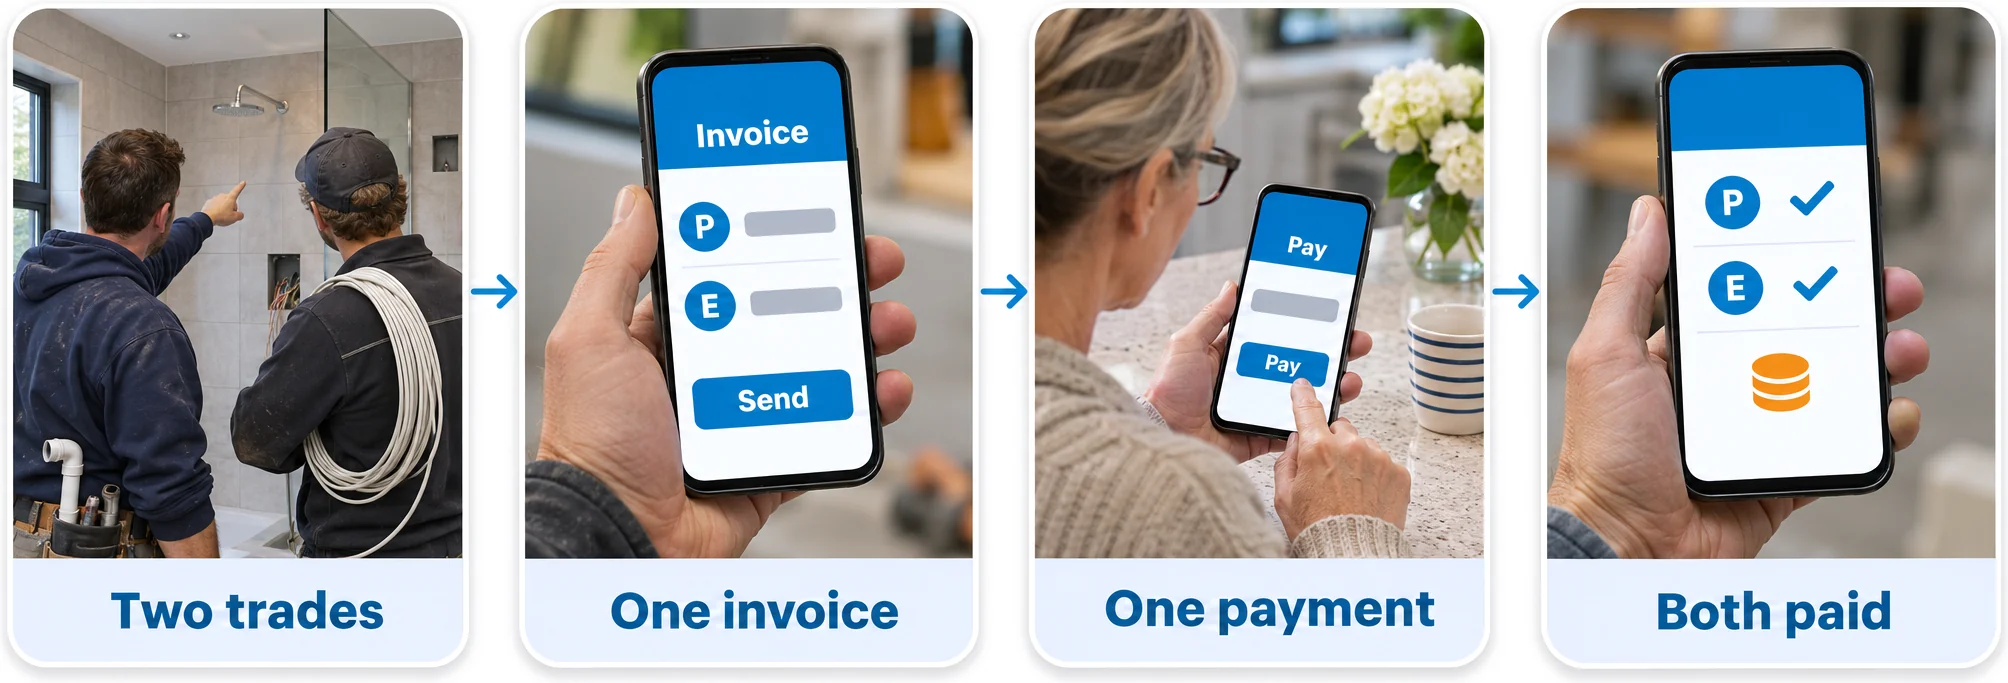 Two trades
Invoice
P
E
Send
One invoice
Pay
Pay
One payment
P
E
Both paid